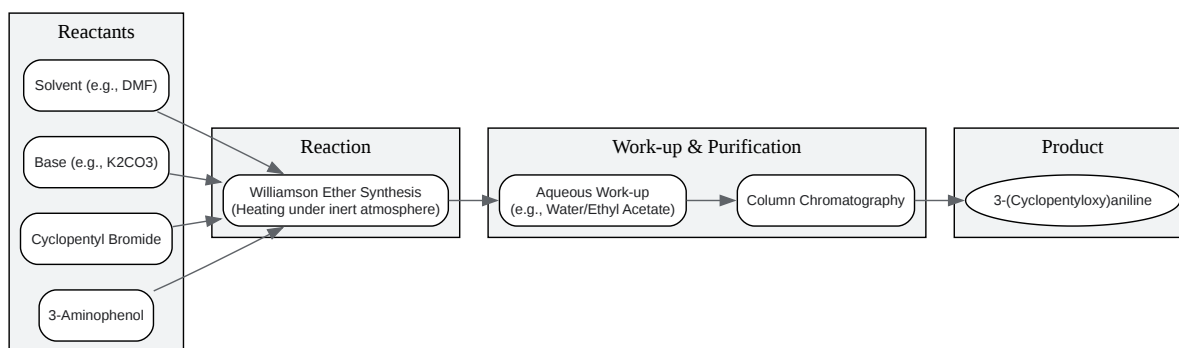 Reactants
Solvent (e.g., DMF)
Base (e.g., K2CO3)
Cyclopentyl Bromide
3-Aminophenol
Reaction
Williamson Ether Synthesis
(Heating under inert atmosphere)
Work-up & Purification
Aqueous Work-up
(e.g., Water/Ethyl Acetate)
Column Chromatography
Product
3-(Cyclopentyloxy)aniline